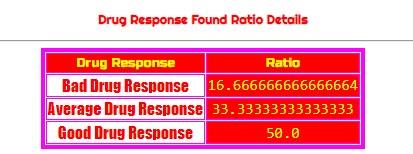 Drug Response Found Ratio Details
Drug Response Ratio
Bad Drug Response 16.666666666666664
Average Drug Response 33.33333333333333
Good Drug Response 50.0